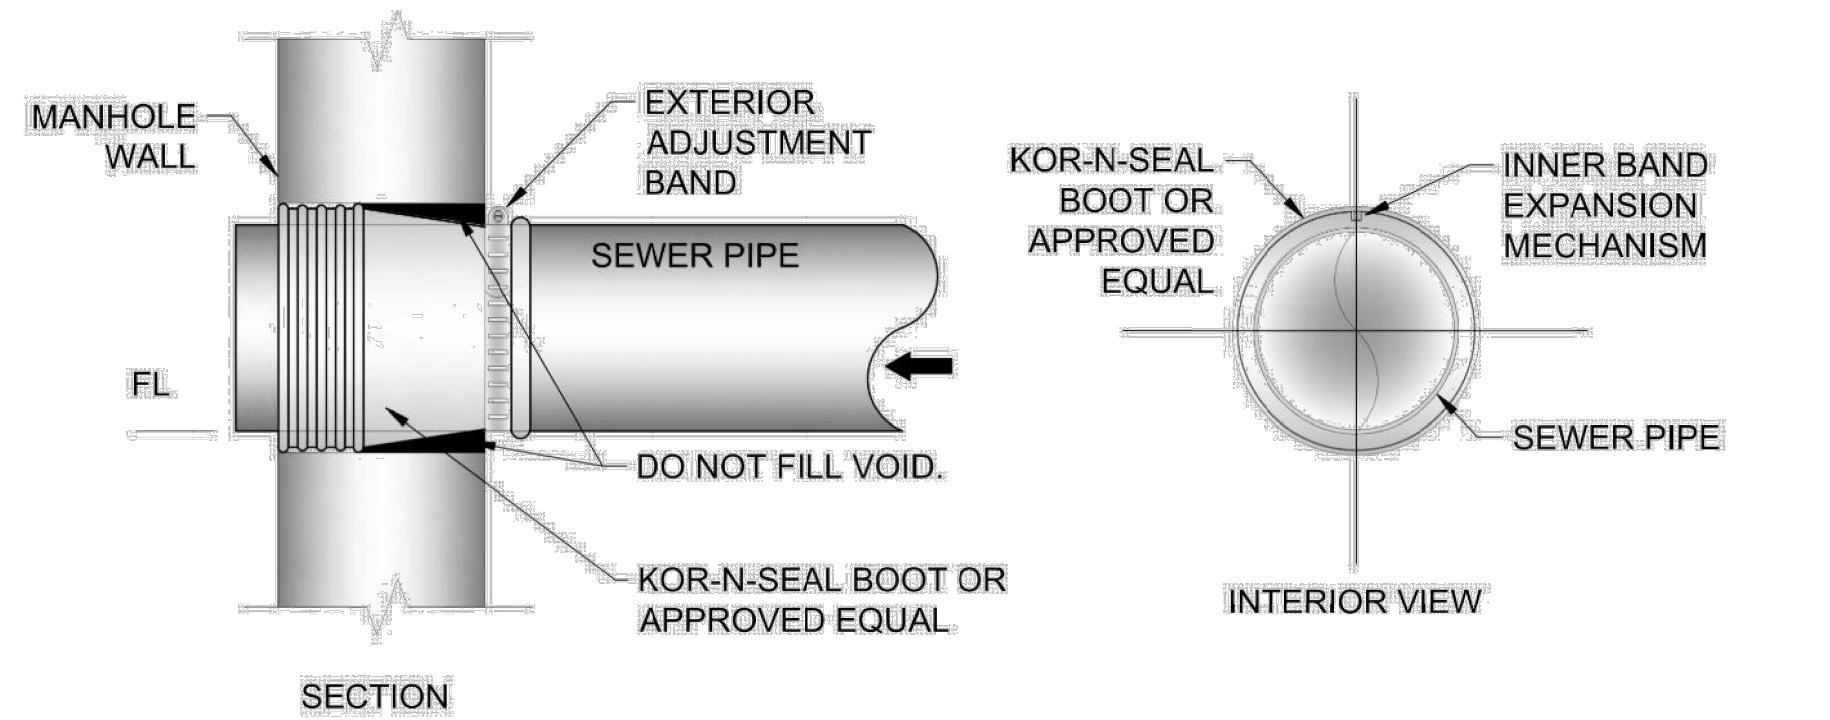 MANHOLE
WALL
EXTERIOR
ADJUSTMENT
BAND
SEWER PIPE
FL
DO NOT FILL VOID.
KOR-N-SEAL BOOT OR
APPROVED EQUAL
SECTION
KOR-N-SEAL
BOOT OR
APPROVED
EQUAL
INNER BAND
EXPANSION
MECHANISM
SEWER PIPE
INTERIOR VIEW